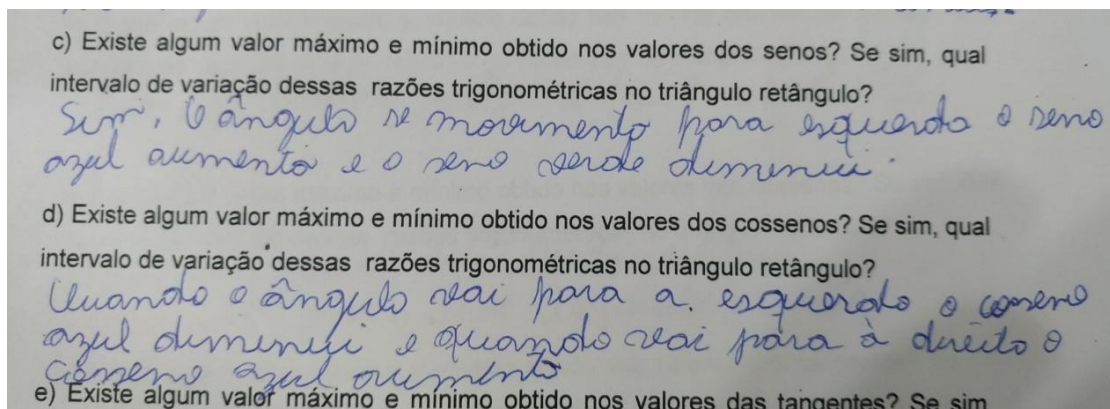 c) Existe algum valor máximo e mínimo obtido nos valores dos senos? Se sim, qual
intervalo de variação dessas razões trigonométricas no triângulo retângulo?
Sim, O ângulo se movimento para esquerda o seno
azul aumenta e o seno verde diminui.
d) Existe algum valor máximo e mínimo obtido nos valores dos cossenos? Se sim, qual
intervalo de variação dessas razões trigonométricas no triângulo retângulo?
Quando o ângulo vai para a esquerda o cosseno
azul diminui e quando vai para à direito o
cosseno azul aumenta
e) Existe algum valor máximo e mínimo obtido nos valores das tangentes? Se sim